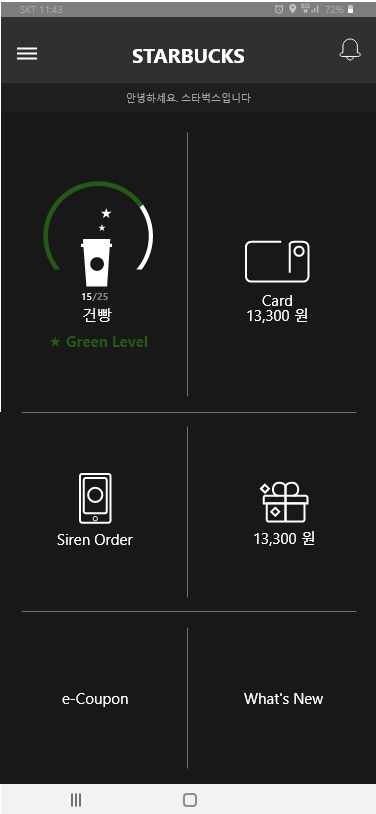 SKT 11:43
5G 72%
STARBUCKS
안녕하세요. 스타벅스입니다
15/25
건빵
★ Green Level
Card
13,300 원
Siren Order
13,300 원
e-Coupon
What's New